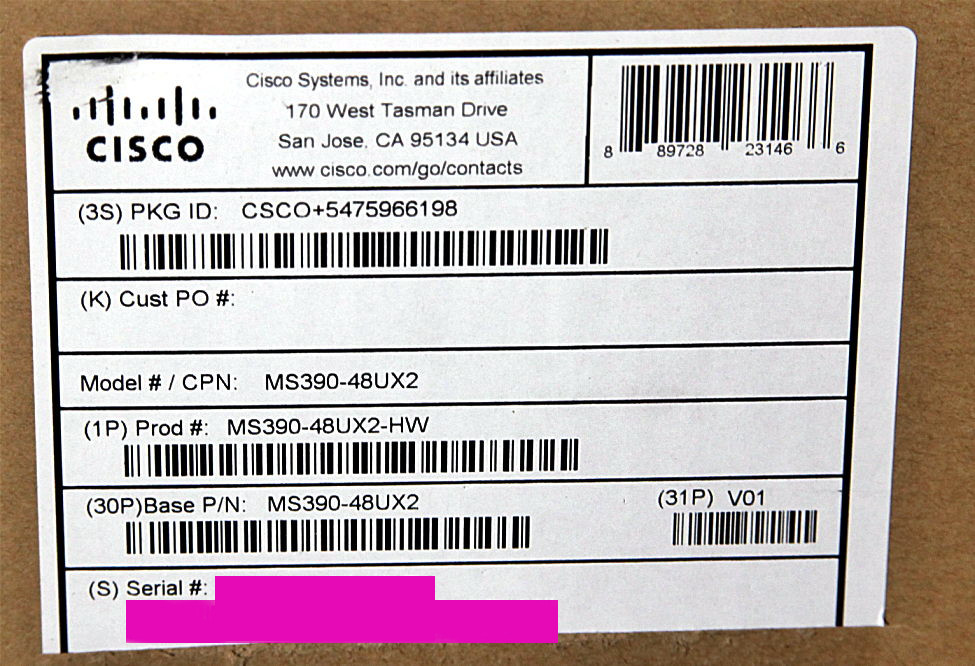 CISCO
Cisco Systems, Inc. and its affiliates
170 West Tasman Drive
San Jose, CA 95134 USA
www.cisco.com/go/contacts
8 89728 23146 6
(3S) PKG ID: CSCO+5475966198
(K) Cust PO #:
Model # / CPN: MS390-48UX2
(1P) Prod #: MS390-48UX2-HW
(30P)Base P/N: MS390-48UX2
(31P) V01
(S) Serial #: